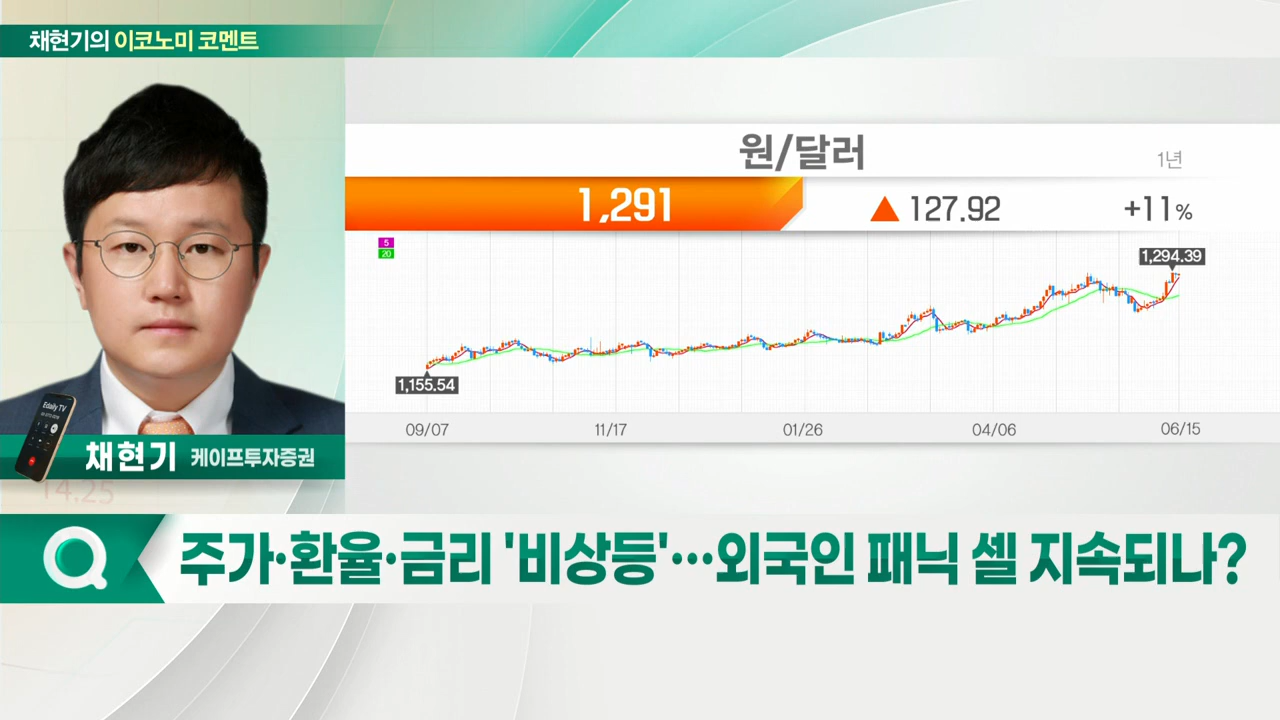 채현기의 이코노미 코멘트
원/달러
1년
1,291 ▲ 127.92 +11%
5
20
1,294.39
1,155.54
09/07 11/17 01/26 04/06 06/15
Edaily TV
채현기 케이프투자증권
14.25
주가·환율·금리 '비상등'…외국인 패닉 셀 지속되나?